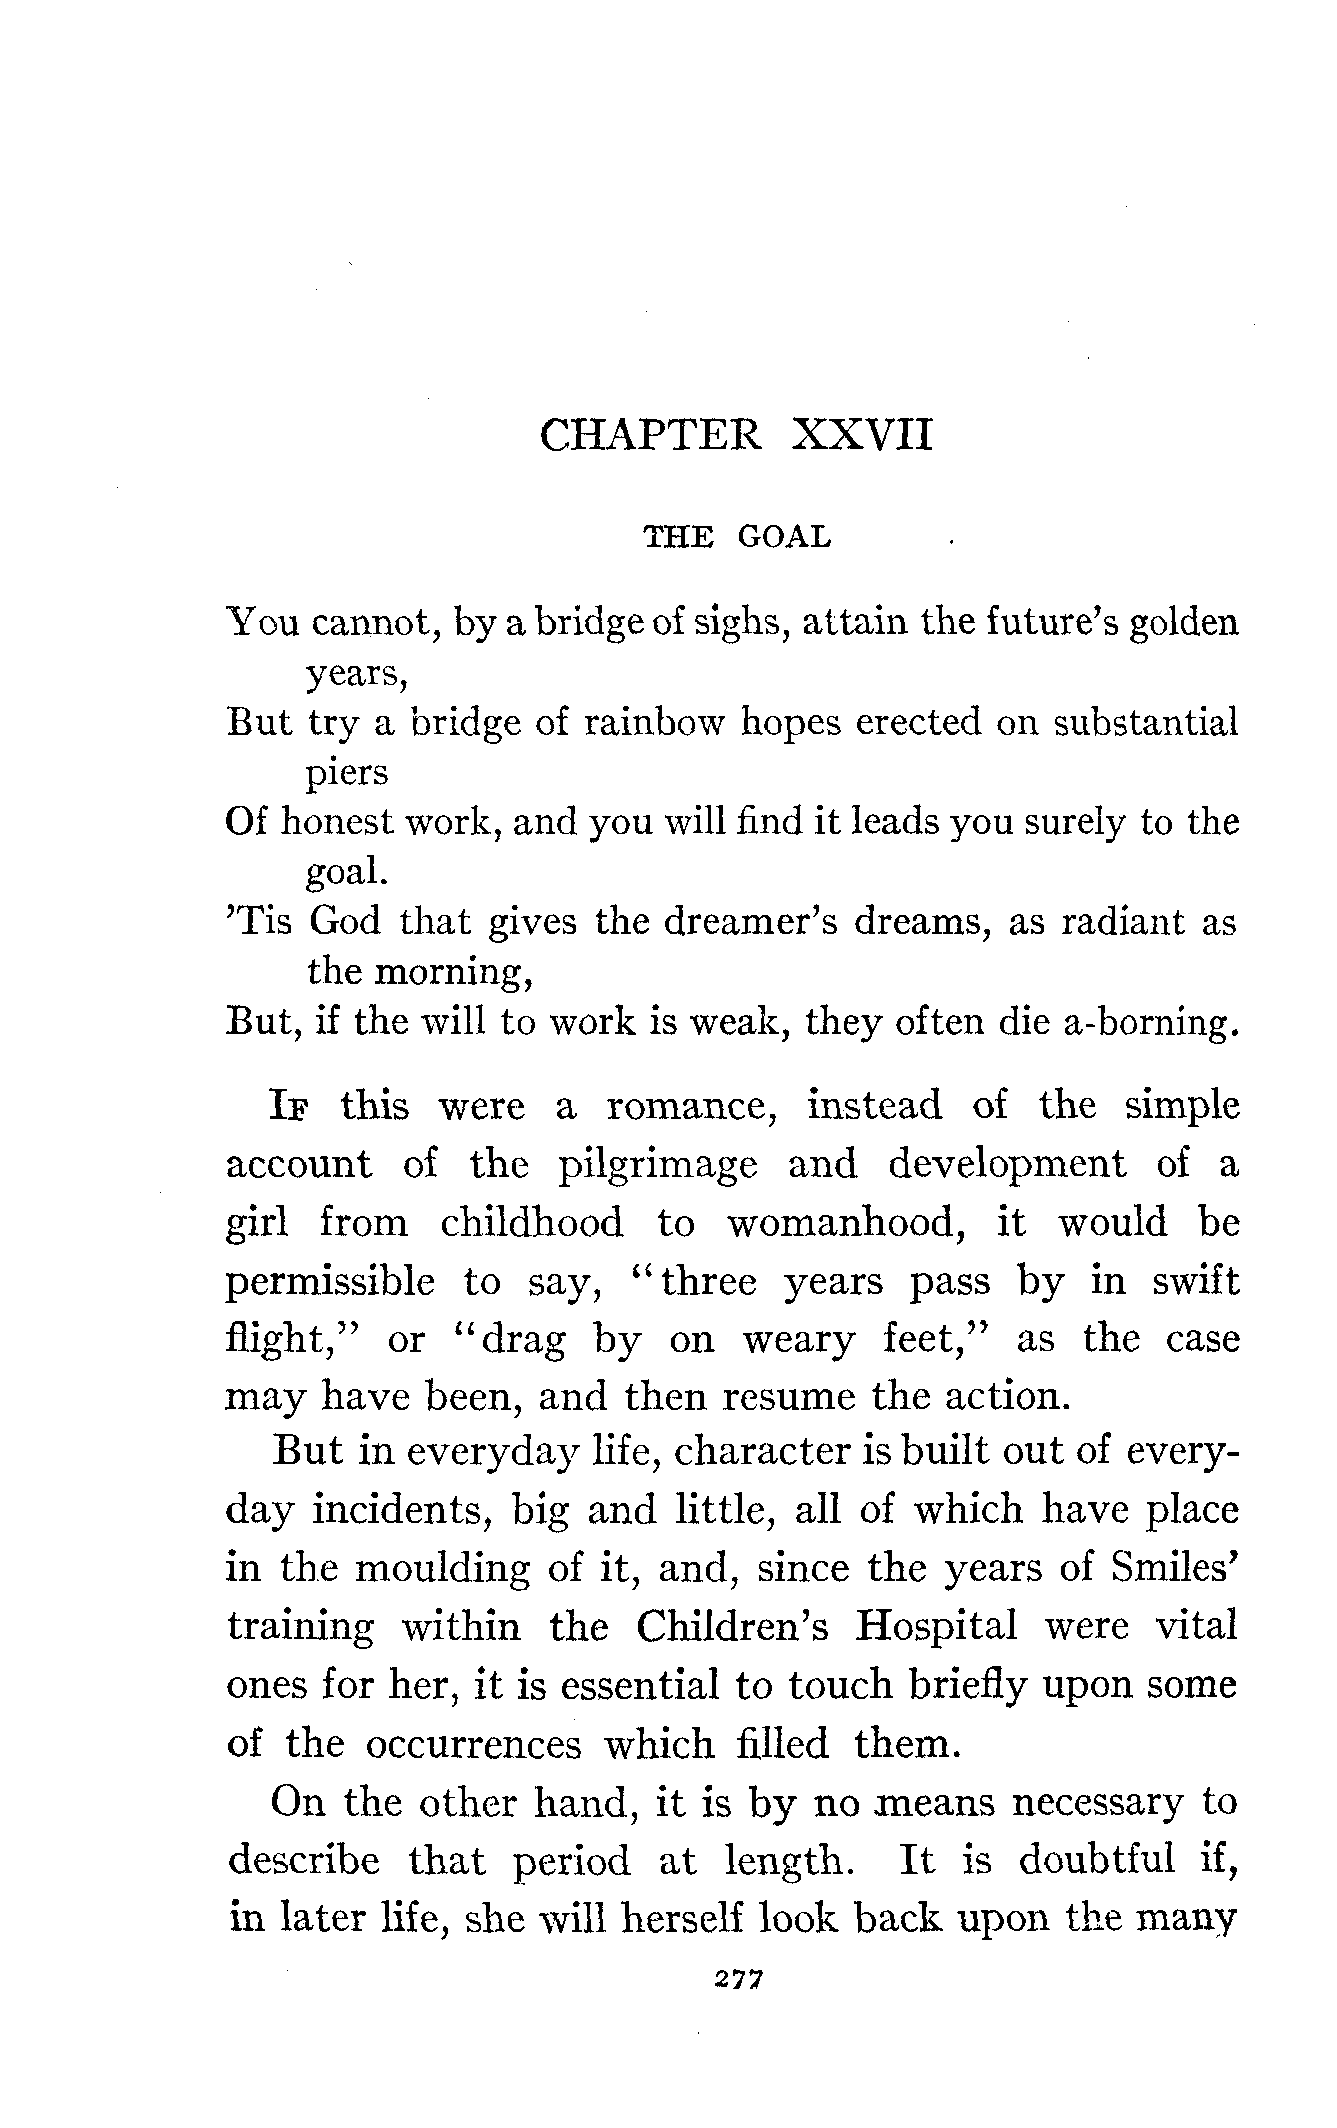 CHAPTER XXVII
THE GOAL
You cannot, by a bridge of sighs, attain the future's golden
years,
But try a bridge of rainbow hopes erected on substantial
piers
Of honest work, and you will find it leads you surely to the
goal.
'Tis God that gives the dreamer's dreams, as radiant as
the morning,
But, if the will to work is weak, they often die a-borning.
IF this were a romance, instead of the simple
account of the pilgrimage and development of a
girl from childhood to womanhood, it would be
permissible to say, "three years pass by in swift
flight," or "drag by on weary feet," as the case
may have been, and then resume the action.
But in everyday life, character is built out of every-
day incidents, big and little, all of which have place
in the moulding of it, and, since the years of Smiles'
training within the Children's Hospital were vital
ones for her, it is essential to touch briefly upon some
of the occurrences which filled them.
On the other hand, it is by no means necessary to
describe that period at length. It is doubtful if,
in later life, she will herself look back upon the many
277